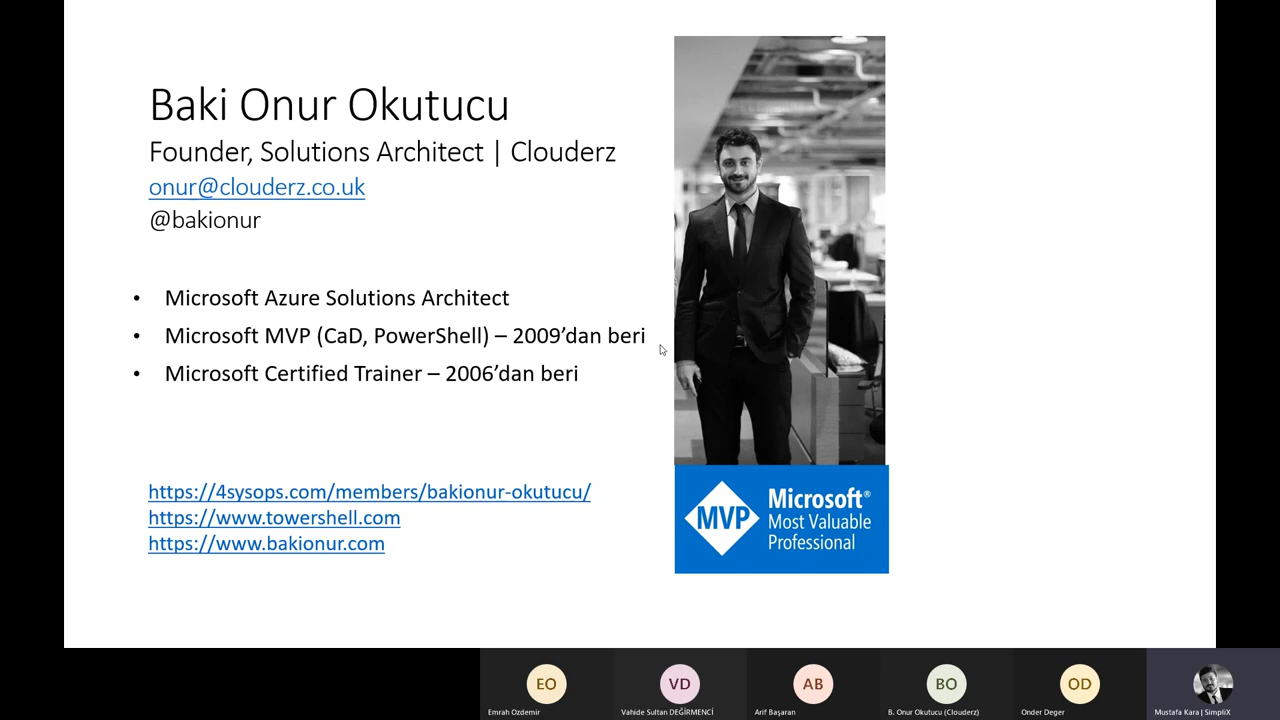 Baki Onur Okutucu
Founder, Solutions Architect | Clouderz
onur@clouderz.co.uk
@bakionur
• Microsoft Azure Solutions Architect
• Microsoft MVP (CaD, PowerShell) – 2009’dan beri
• Microsoft Certified Trainer – 2006’dan beri
https://4sysops.com/members/bakionur-okutucu/
https://www.towershell.com
https://www.bakionur.com
MVP
Microsoft®
Most Valuable
Professional
EO
VD
AB
BO
OD
Emrah Ozdemir
Vahide Sultan DEĞİRMENCİ
Arif Başaran
B. Onur Okutucu (Clouderz)
Onder Deger
Mustafa Kara | SimpliX